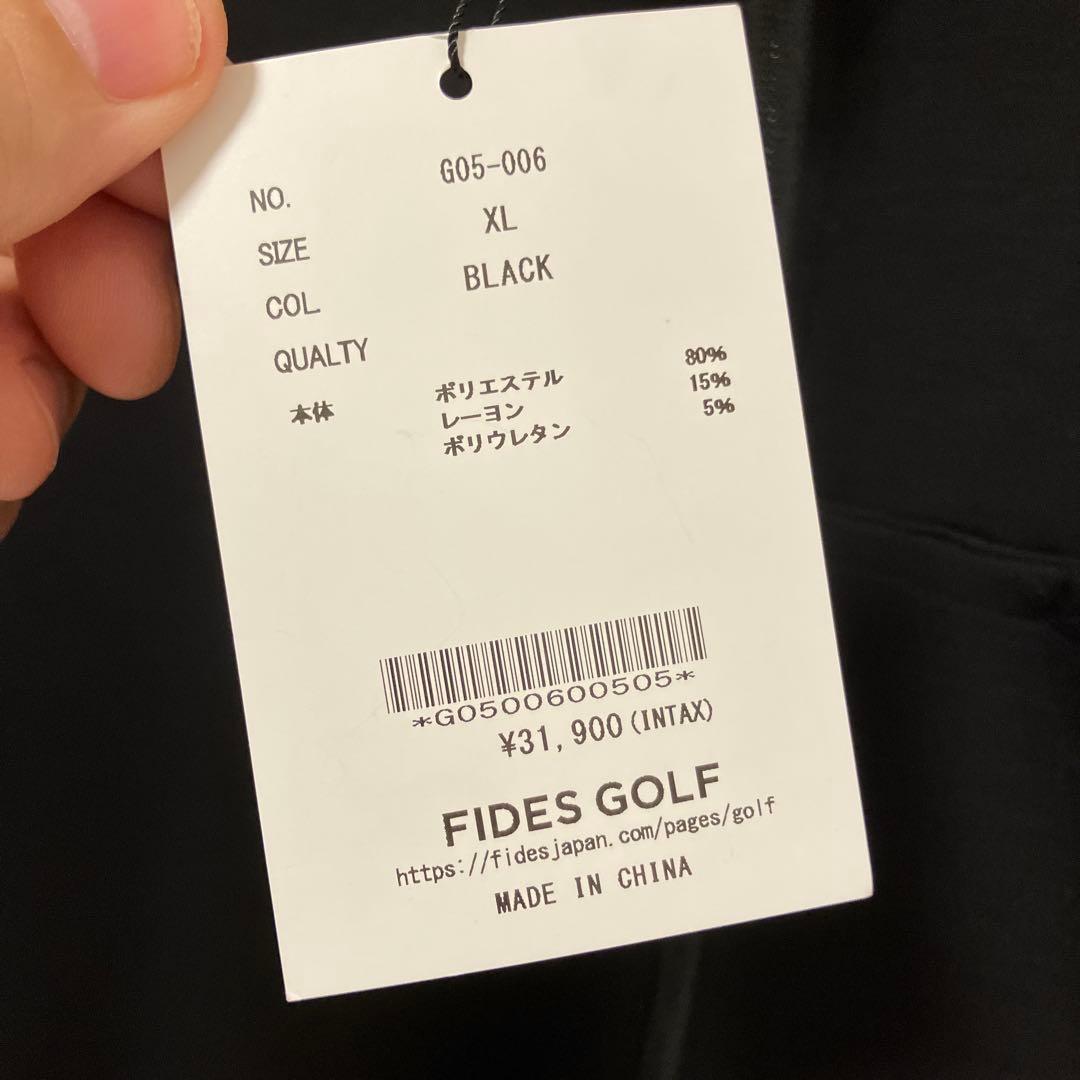 NO. G05-006
SIZE XL
COL. BLACK
QUALTY
本体 ポリエステル 80%
レーヨン 15%
ポリウレタン 5%
*G0500600505*
¥31,900(INTAX)
FIDES GOLF
https://fidesjapan.com/pages/golf
MADE IN CHINA